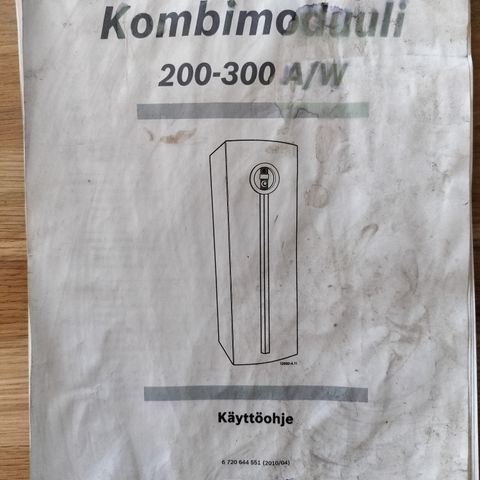 Kombimoduuli
200-300 A/W
Käyttöohje
6 720 644 551 (2010/04)